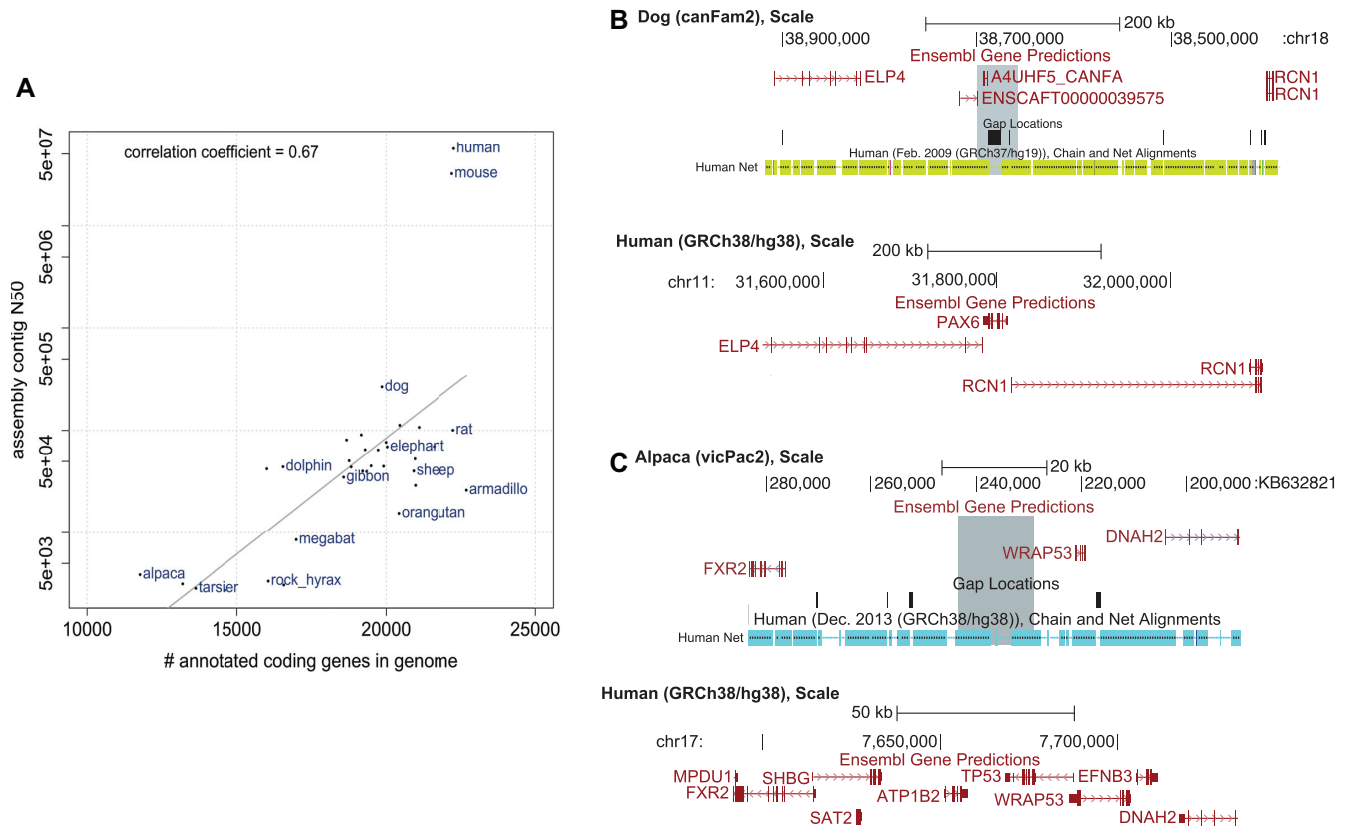 A
correlation coefficient = 0.67
human
mouse
dog
rat
elephart
dolphin
gibbon
sheep
armadillo
orangutan
megbat
alpaca
tarsier
rock_hyrax
5e+07
5e+06
5e+05
5e+04
5e+03
assembly contig N50
10000 15000 20000 25000
# annotated coding genes in genome
B
Dog (canFam2), Scale
200 kb
38,900,000 38,700,000 38,500,000 :chr18
Ensembl Gene Predictions
ELP4 A4UHF5_CANFA RCN1
ENSCAFT00000039575 RCN1
Gap Locations
Human (Feb. 2009 (GRCh37/hg19)), Chain and Net Alignments
Human Net
Human (GRCh38/hg38), Scale
200 kb
chr11: 31,600,000 31,800,000 32,000,000
Ensembl Gene Predictions
PAX6
ELP4
RCN1
RCN1
C
Alpaca (vicPac2), Scale
20 kb
280,000 260,000 240,000 220,000 200,000 :KB632821
Ensembl Gene Predictions
DNAH2
WRAP53
FXR2
Gap Locations
Human (Dec. 2013 (GRCh38/hg38)), Chain and Net Alignments
Human Net
Human (GRCh38/hg38), Scale
50 kb
chr17: 7,650,000 7,700,000
Ensembl Gene Predictions
MPDU1 SHBG TP53 EFNB3
FXR2 ATP1B2 WRAP53
SAT2 DNAH2